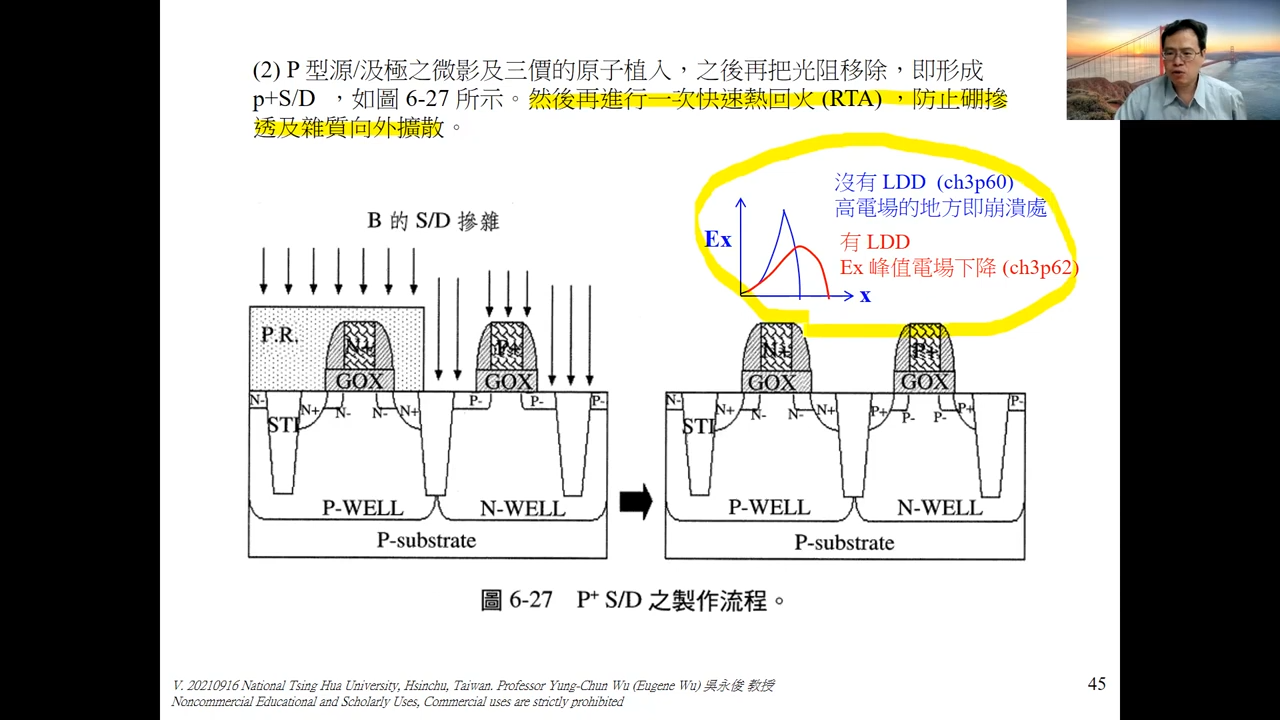 (2) P 型源/汲極之微影及三價的原子植入，之後再把光阻移除，即形成
p+S/D ，如圖 6-27 所示。然後再進行一次快速熱回火 (RTA) ，防止硼摻
透及雜質向外擴散。
沒有 LDD (ch3p60)
高電場的地方即崩潰處
有 LDD
Ex 峰值電場下降 (ch3p62)
Ex
x
B 的 S/D 摻雜
P.R.
N+
P+
GOX
GOX
N-
N+
N-
N-
N+
P-
P-
P-
STI
P-WELL
N-WELL
P-substrate
N+
P+
GOX
GOX
N-
N+
N-
N-
N+
P+
P-
P-
P+
P-
STI
P-WELL
N-WELL
P-substrate
圖 6-27 P⁺ S/D 之製作流程。
V. 20210916 National Tsing Hua University, Hsinchu, Taiwan. Professor Yung-Chun Wu (Eugene Wu) 吳永俊 教授
Noncommercial Educational and Scholarly Uses, Commercial uses are strictly prohibited
45